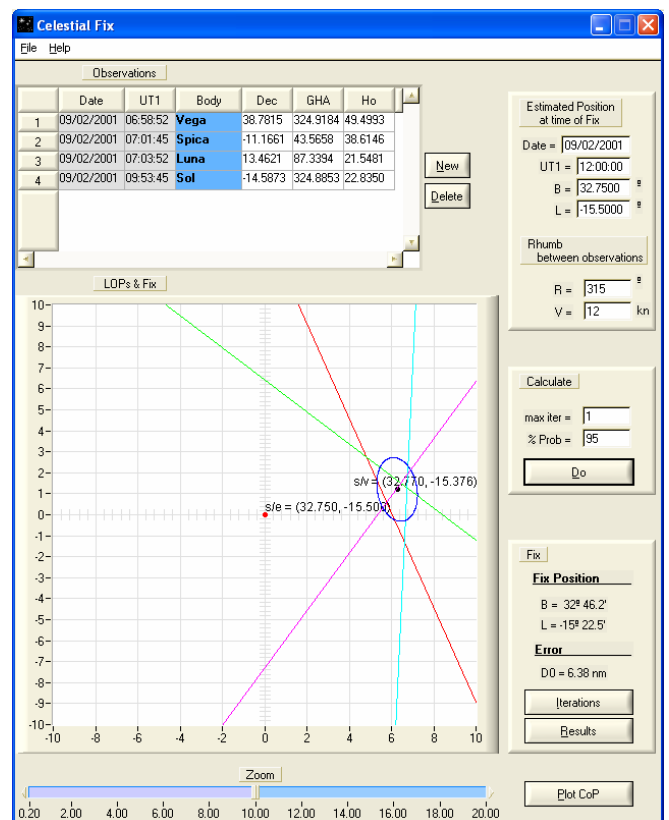 Celestial Fix
File Help
Observations
Date UT1 Body Dec GHA Ho
1 09/02/2001 06:58:52 Vega 38.7815 324.9184 49.4993
2 09/02/2001 07:01:45 Spica -11.1661 43.5658 38.6146
3 09/02/2001 07:03:52 Luna 13.4621 87.3394 21.5481
4 09/02/2001 09:53:45 Sol -14.5873 324.8853 22.8350
New
Delete
Estimated Position
at time of Fix
Date = 09/02/2001
UT1 = 12:00:00
B = 32.7500 º
L = -15.5000 º
Rhumb
between observations
R = 315 º
V = 12 kn
LOPs & Fix
10
9
8
7
6
5
4
3
2
1
0
-1
-2
-3
-4
-5
-6
-7
-8
-9
-10
s/v = (32.770, -15.376)
s/e = (32.750, -15.500)
-10 -8 -6 -4 -2 0 2 4 6 8 10
Calculate
max iter = 1
% Prob = 95
Do
Fix
Fix Position
B = 32º 46.2'
L = -15º 22.5'
Error
D0 = 6.38 nm
Iterations
Results
Zoom
0.20 2.00 4.00 6.00 8.00 10.00 12.00 14.00 16.00 18.00 20.00
Plot CoP